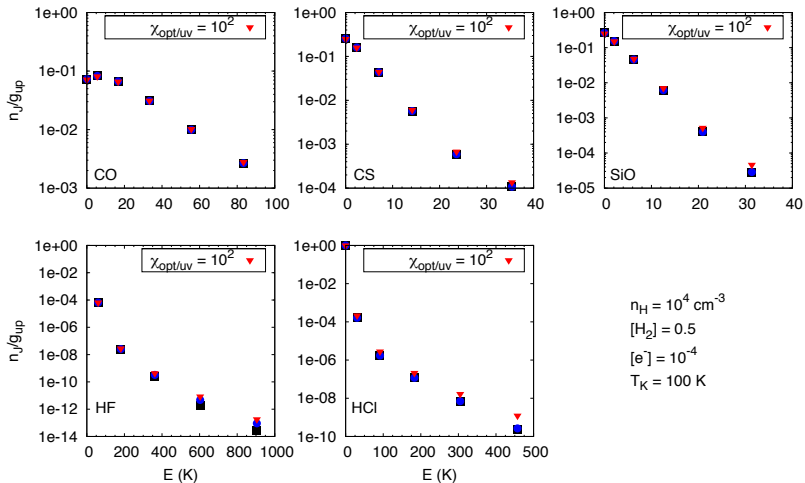 1e+00 1e-01 1e-02 1e-03
n_J/g_up
χ_opt/uv = 10^2
CO
0 20 40 60 80 100
1e+00 1e-01 1e-02 1e-03 1e-04
χ_opt/uv = 10^2
CS
0 10 20 30 40
1e+00 1e-01 1e-02 1e-03 1e-04 1e-05
χ_opt/uv = 10^2
SiO
0 10 20 30 40
1e+00 1e-02 1e-04 1e-06 1e-08 1e-10 1e-12 1e-14
n_J/g_up
χ_opt/uv = 10^2
HF
0 200 400 600 800 1000
E (K)
1e+00 1e-02 1e-04 1e-06 1e-08 1e-10
χ_opt/uv = 10^2
HCl
0 100 200 300 400 500
E (K)
n_H = 10^4 cm^-3
[H_2] = 0.5
[e^-] = 10^-4
T_K = 100 K